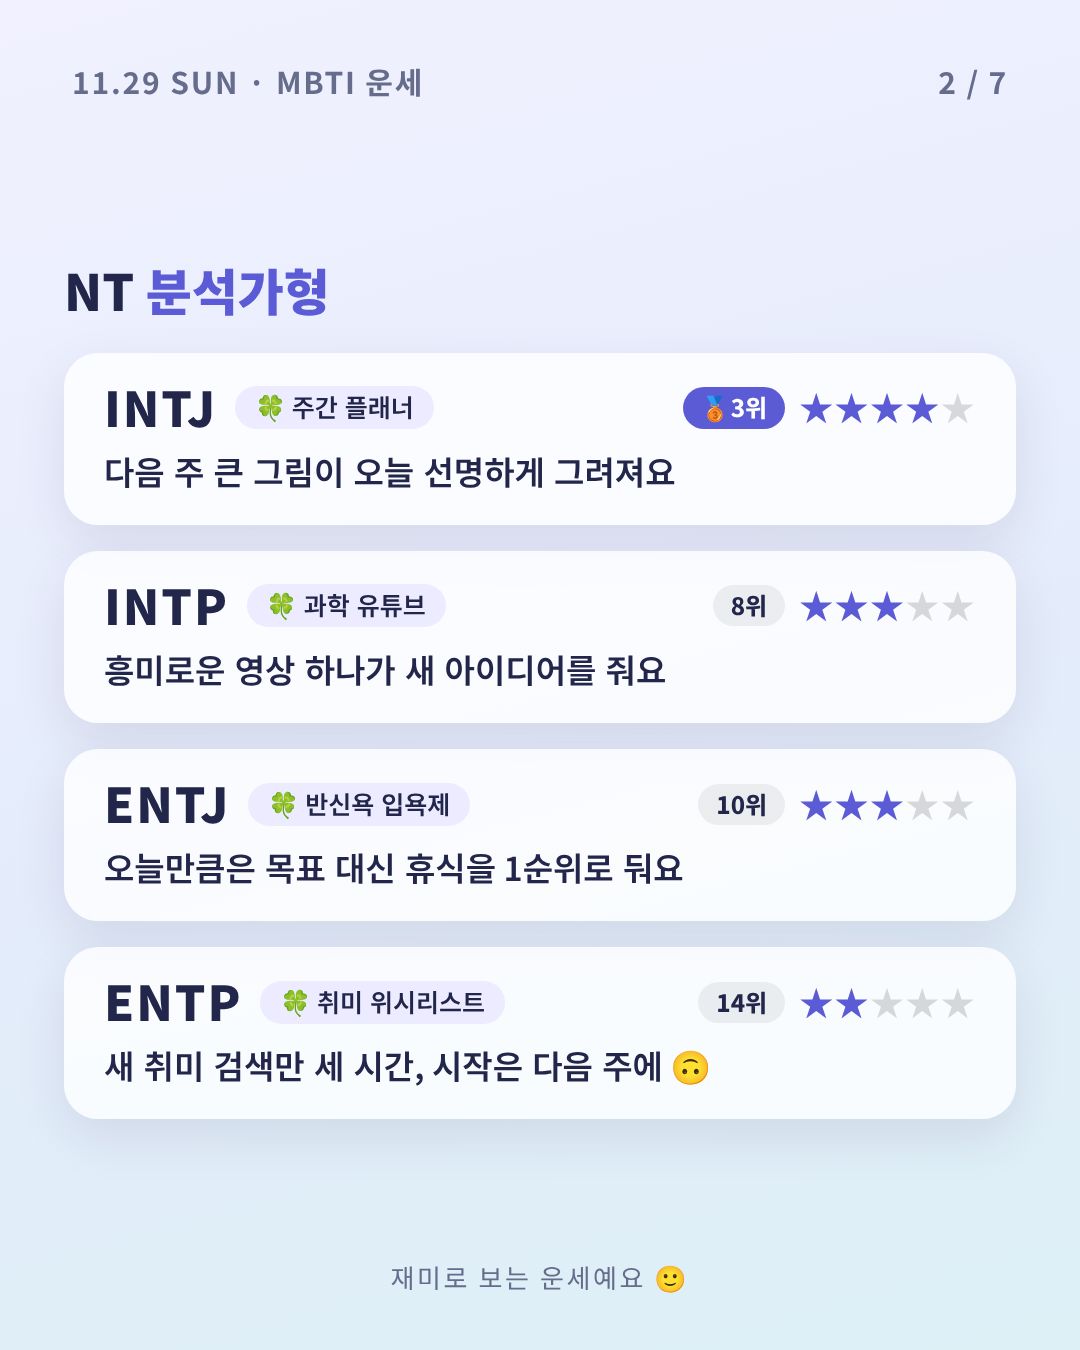 11.29 SUN · MBTI 운세
2 / 7
NT 분석가형
INTJ 🍀 주간 플래너 🥉 3위 ★★★★★
다음 주 큰 그림이 오늘 선명하게 그려져요
INTP 🍀 과학 유튜브 8위 ★★★★★
흥미로운 영상 하나가 새 아이디어를 줘요
ENTJ 🍀 반신욕 입욕제 10위 ★★★★★
오늘만큼은 목표 대신 휴식을 1순위로 둬요
ENTP 🍀 취미 위시리스트 14위 ★★★★★
새 취미 검색만 세 시간, 시작은 다음 주에 🙃
재미로 보는 운세예요 🙂